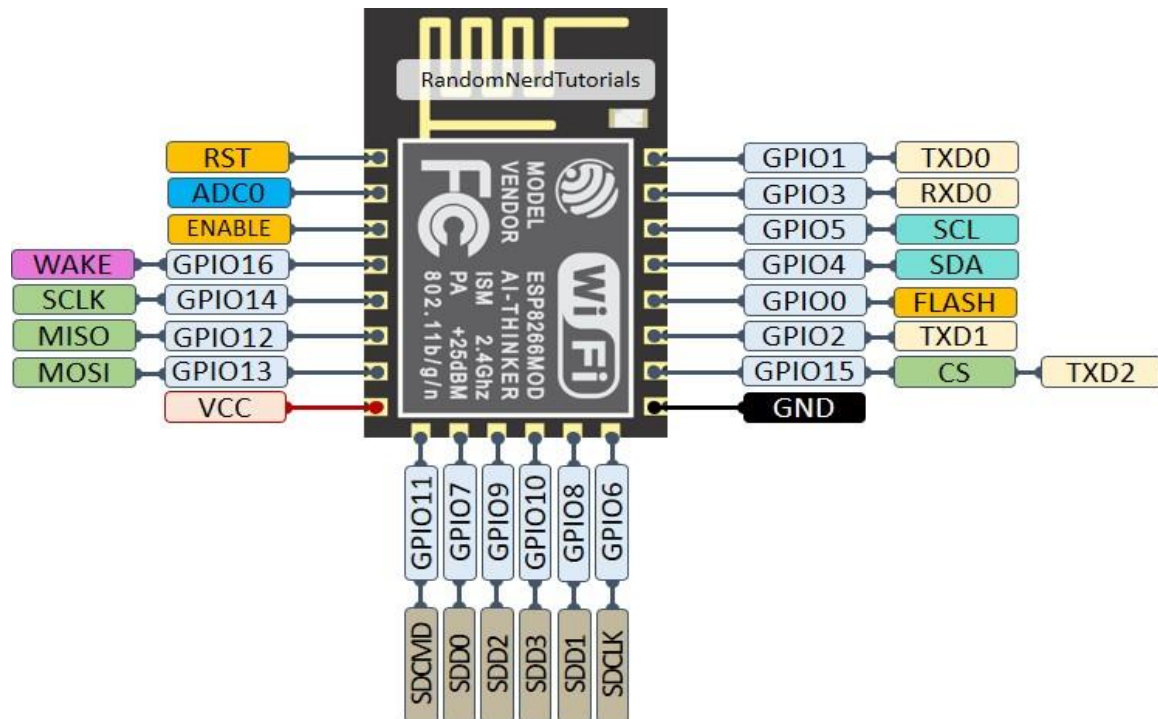 RandomNerdTutorials
RST
ADC0
ENABLE
WAKE GPIO16
SCLK GPIO14
MISO GPIO12
MOSI GPIO13
VCC
MODEL
VENDOR
ESP8266MOD
AI-THINKER
ISM 2.4Ghz
PA +25dBM
802.11b/g/n
FC
WiFi
GPIO1 TXD0
GPIO3 RXD0
GPIO5 SCL
GPIO4 SDA
GPIO0 FLASH
GPIO2 TXD1
GPIO15 CS TXD2
GND
GPIO11 SDCMD
GPIO7 SDD0
GPIO9 SDD2
GPIO10 SDD3
GPIO8 SDD1
GPIO6 SDCLK